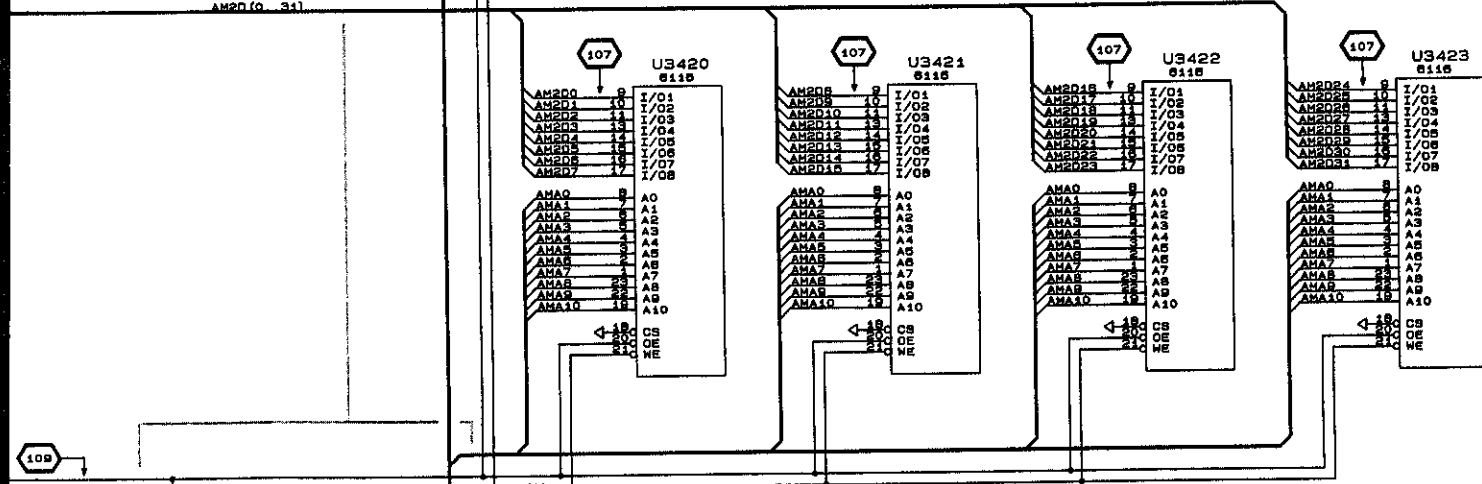 AM2D(0..31)
107
U3420
6116
AM2D0 9 I/O1
AM2D1 10 I/O2
AM2D2 11 I/O3
AM2D3 13 I/O4
AM2D4 14 I/O5
AM2D5 15 I/O6
AM2D6 16 I/O7
AM2D7 17 I/O8
AMA0 8 A0
AMA1 7 A1
AMA2 6 A2
AMA3 5 A3
AMA4 4 A4
AMA5 3 A5
AMA6 2 A6
AMA7 1 A7
AMA8 23 A8
AMA9 22 A9
AMA10 19 A10
18 CS
20 OE
21 WE
107
U3421
6116
AM2D8 9 I/O1
AM2D9 10 I/O2
AM2D10 11 I/O3
AM2D11 13 I/O4
AM2D12 14 I/O5
AM2D13 15 I/O6
AM2D14 16 I/O7
AM2D15 17 I/O8
AMA0 8 A0
AMA1 7 A1
AMA2 6 A2
AMA3 5 A3
AMA4 4 A4
AMA5 3 A5
AMA6 2 A6
AMA7 1 A7
AMA8 23 A8
AMA9 22 A9
AMA10 19 A10
18 CS
20 OE
21 WE
107
U3422
6116
AM2D16 9 I/O1
AM2D17 10 I/O2
AM2D18 11 I/O3
AM2D19 13 I/O4
AM2D20 14 I/O5
AM2D21 15 I/O6
AM2D22 16 I/O7
AM2D23 17 I/O8
AMA0 8 A0
AMA1 7 A1
AMA2 6 A2
AMA3 5 A3
AMA4 4 A4
AMA5 3 A5
AMA6 2 A6
AMA7 1 A7
AMA8 23 A8
AMA9 22 A9
AMA10 19 A10
18 CS
20 OE
21 WE
107
U3423
6116
AM2D24 9 I/O1
AM2D25 10 I/O2
AM2D26 11 I/O3
AM2D27 13 I/O4
AM2D28 14 I/O5
AM2D29 15 I/O6
AM2D30 16 I/O7
AM2D31 17 I/O8
AMA0 8 A0
AMA1 7 A1
AMA2 6 A2
AMA3 5 A3
AMA4 4 A4
AMA5 3 A5
AMA6 2 A6
AMA7 1 A7
AMA8 23 A8
AMA9 22 A9
AMA10 19 A10
18 CS
20 OE
21 WE
109